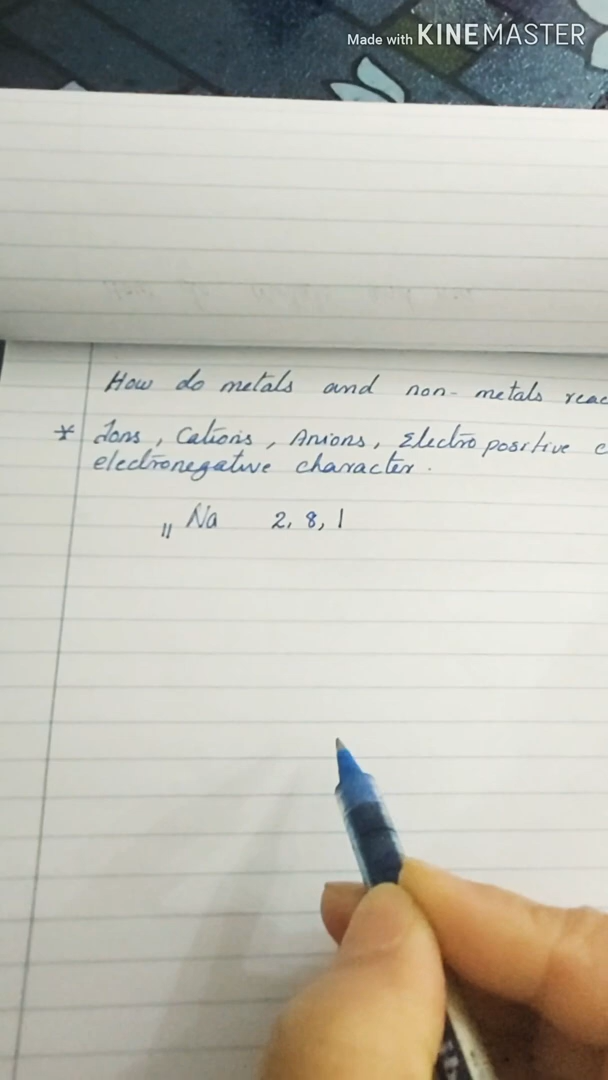 Made with KINEMASTER
How do metals and non-metals reac
* Ions, Cations, Anions, Electropositive c
electronegative character.
11 Na 2, 8, 1